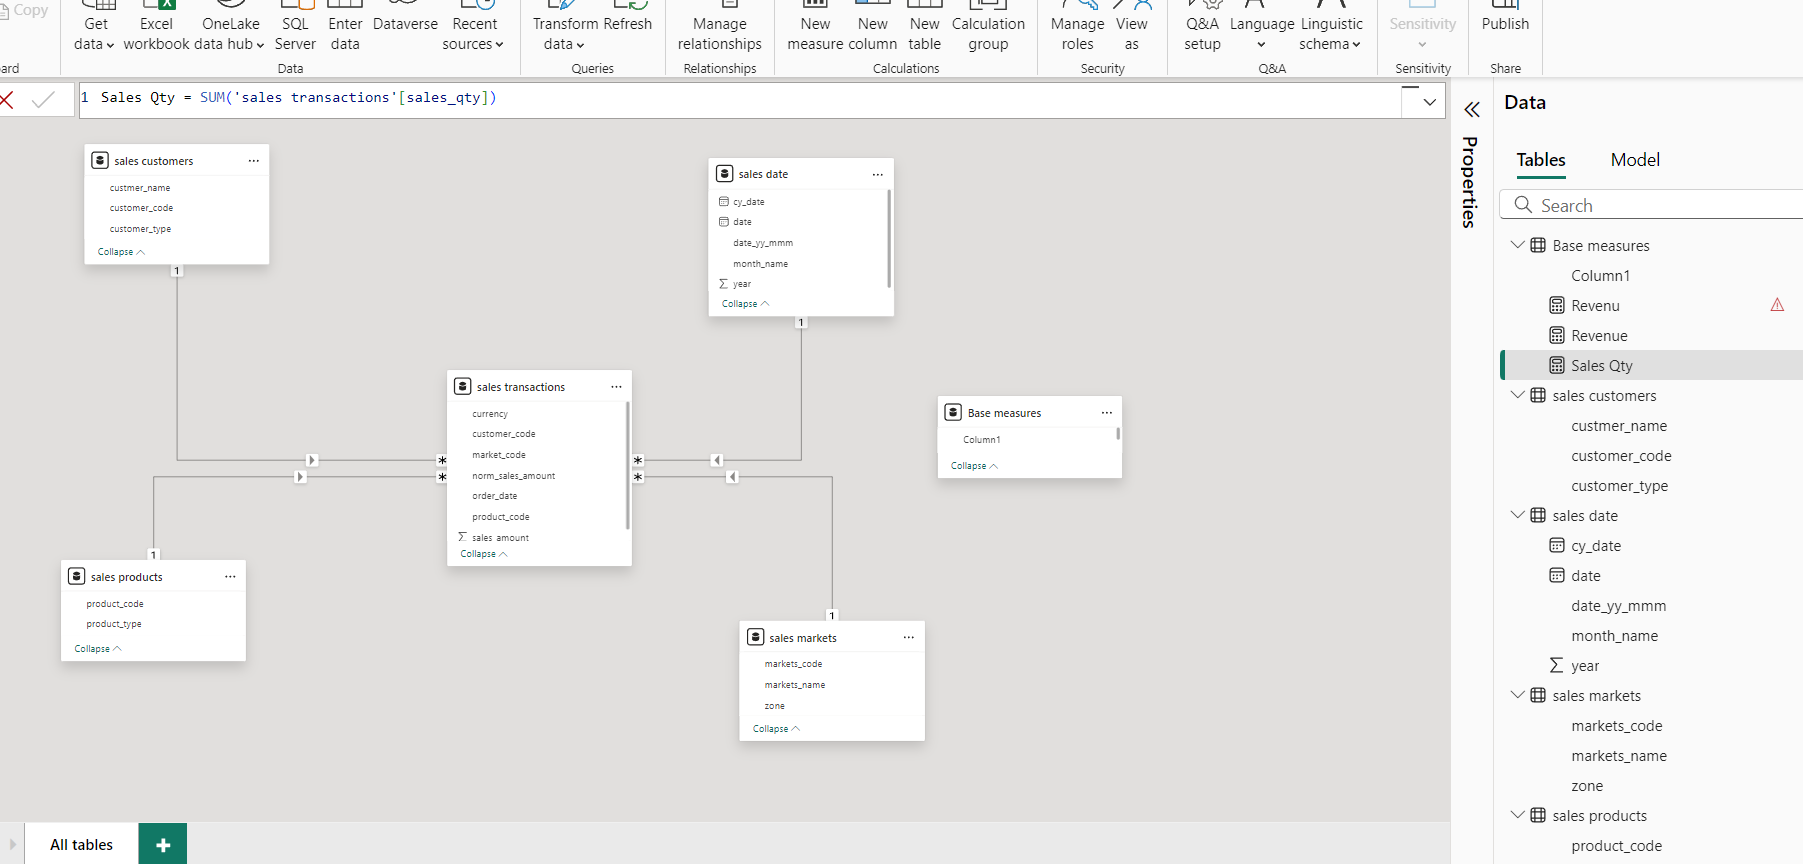 Copy
Get data
Excel workbook
OneLake data hub
SQL Server
Enter data
Dataverse
Recent sources
Transform data
Refresh
Manage relationships
New measure
New column
New table
Calculation group
Manage roles
View as
Q&A setup
Language
Linguistic schema
Sensitivity
Publish
ard
Data
Queries
Relationships
Calculations
Security
Q&A
Sensitivity
Share
1 Sales Qty = SUM('sales transactions'[sales_qty])
sales customers
custmer_name
customer_code
customer_type
Collapse
1
sales date
cy_date
date
date_yy_mmm
month_name
year
Collapse
1
sales transactions
currency
customer_code
market_code
norm_sales_amount
order_date
product_code
sales amount
Collapse
*
*
*
*
Base measures
Column1
Collapse
1
sales products
product_code
product_type
Collapse
1
sales markets
markets_code
markets_name
zone
Collapse
All tables
+
Properties
Data
Tables
Model
Search
Base measures
Column1
Revenu
Revenue
Sales Qty
sales customers
custmer_name
customer_code
customer_type
sales date
cy_date
date
date_yy_mmm
month_name
year
sales markets
markets_code
markets_name
zone
sales products
product_code